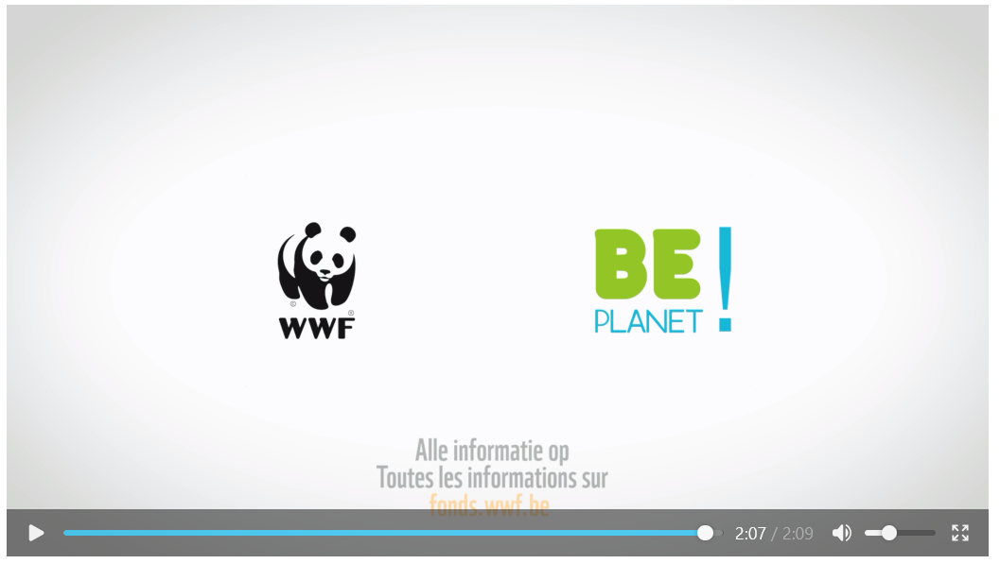 WWF
BE!
PLANET
Alle informatie op
Toutes les informations sur
fonds.wwf.be
2:07 / 2:09